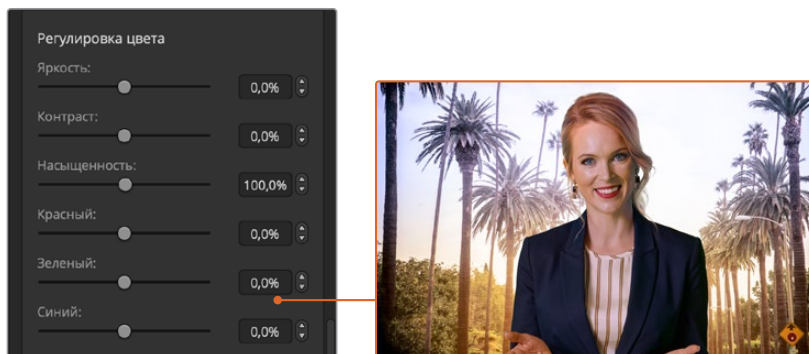 Регулировка цвета
Яркость:
0,0%
Контраст:
0,0%
Насыщенность:
100,0%
Красный:
0,0%
Зеленый:
0,0%
Синий:
0,0%